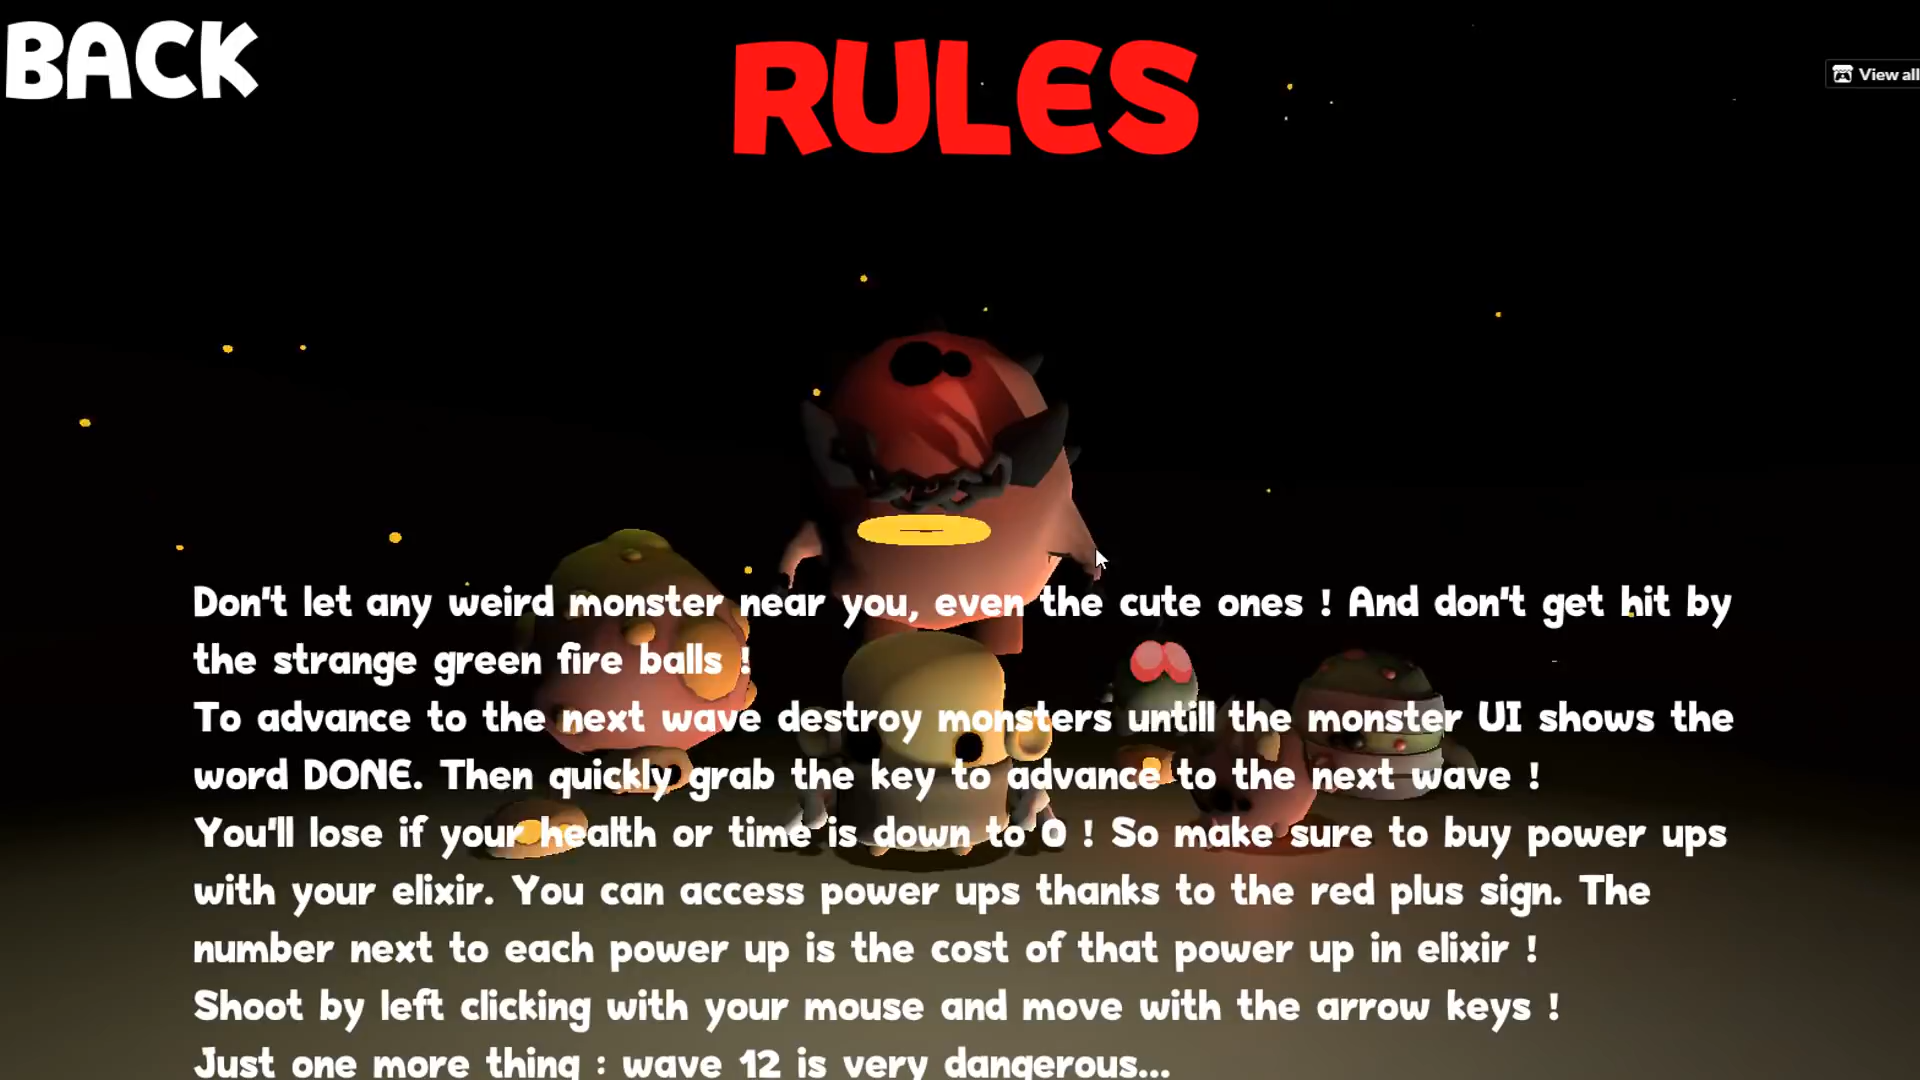 BACK
RULES
View all
Don't let any weird monster near you, even the cute ones ! And don't get hit by
the strange green fire balls !
To advance to the next wave destroy monsters untill the monster UI shows the
word DONE. Then quickly grab the key to advance to the next wave !
You'll lose if your health or time is down to 0 ! So make sure to buy power ups
with your elixir. You can access power ups thanks to the red plus sign. The
number next to each power up is the cost of that power up in elixir !
Shoot by left clicking with your mouse and move with the arrow keys !
Just one more thing : wave 12 is very dangerous...